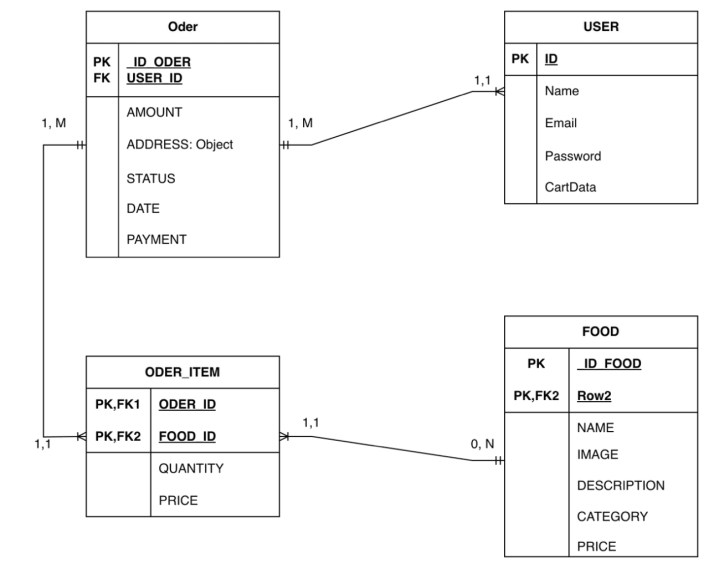 Oder
PK _ID_ODER
FK USER_ID
AMOUNT
ADDRESS: Object
STATUS
DATE
PAYMENT
1, M
1, M
1,1
USER
PK ID
Name
Email
Password
CartData
ODER_ITEM
PK,FK1 ODER_ID
PK,FK2 FOOD_ID
QUANTITY
PRICE
1,1
1,1
0, N
FOOD
PK _ID_FOOD
PK,FK2 Row2
NAME
IMAGE
DESCRIPTION
CATEGORY
PRICE